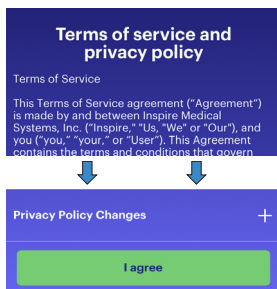 Terms of service and
privacy policy
Terms of Service
This Terms of Service agreement (“Agreement”)
is made by and between Inspire Medical
Systems, Inc. (“Inspire," "Us, "We" or "Our"), and
you (“you,” “your,” or “User”). This Agreement
contains the terms and conditions that govern
Privacy Policy Changes +
I agree